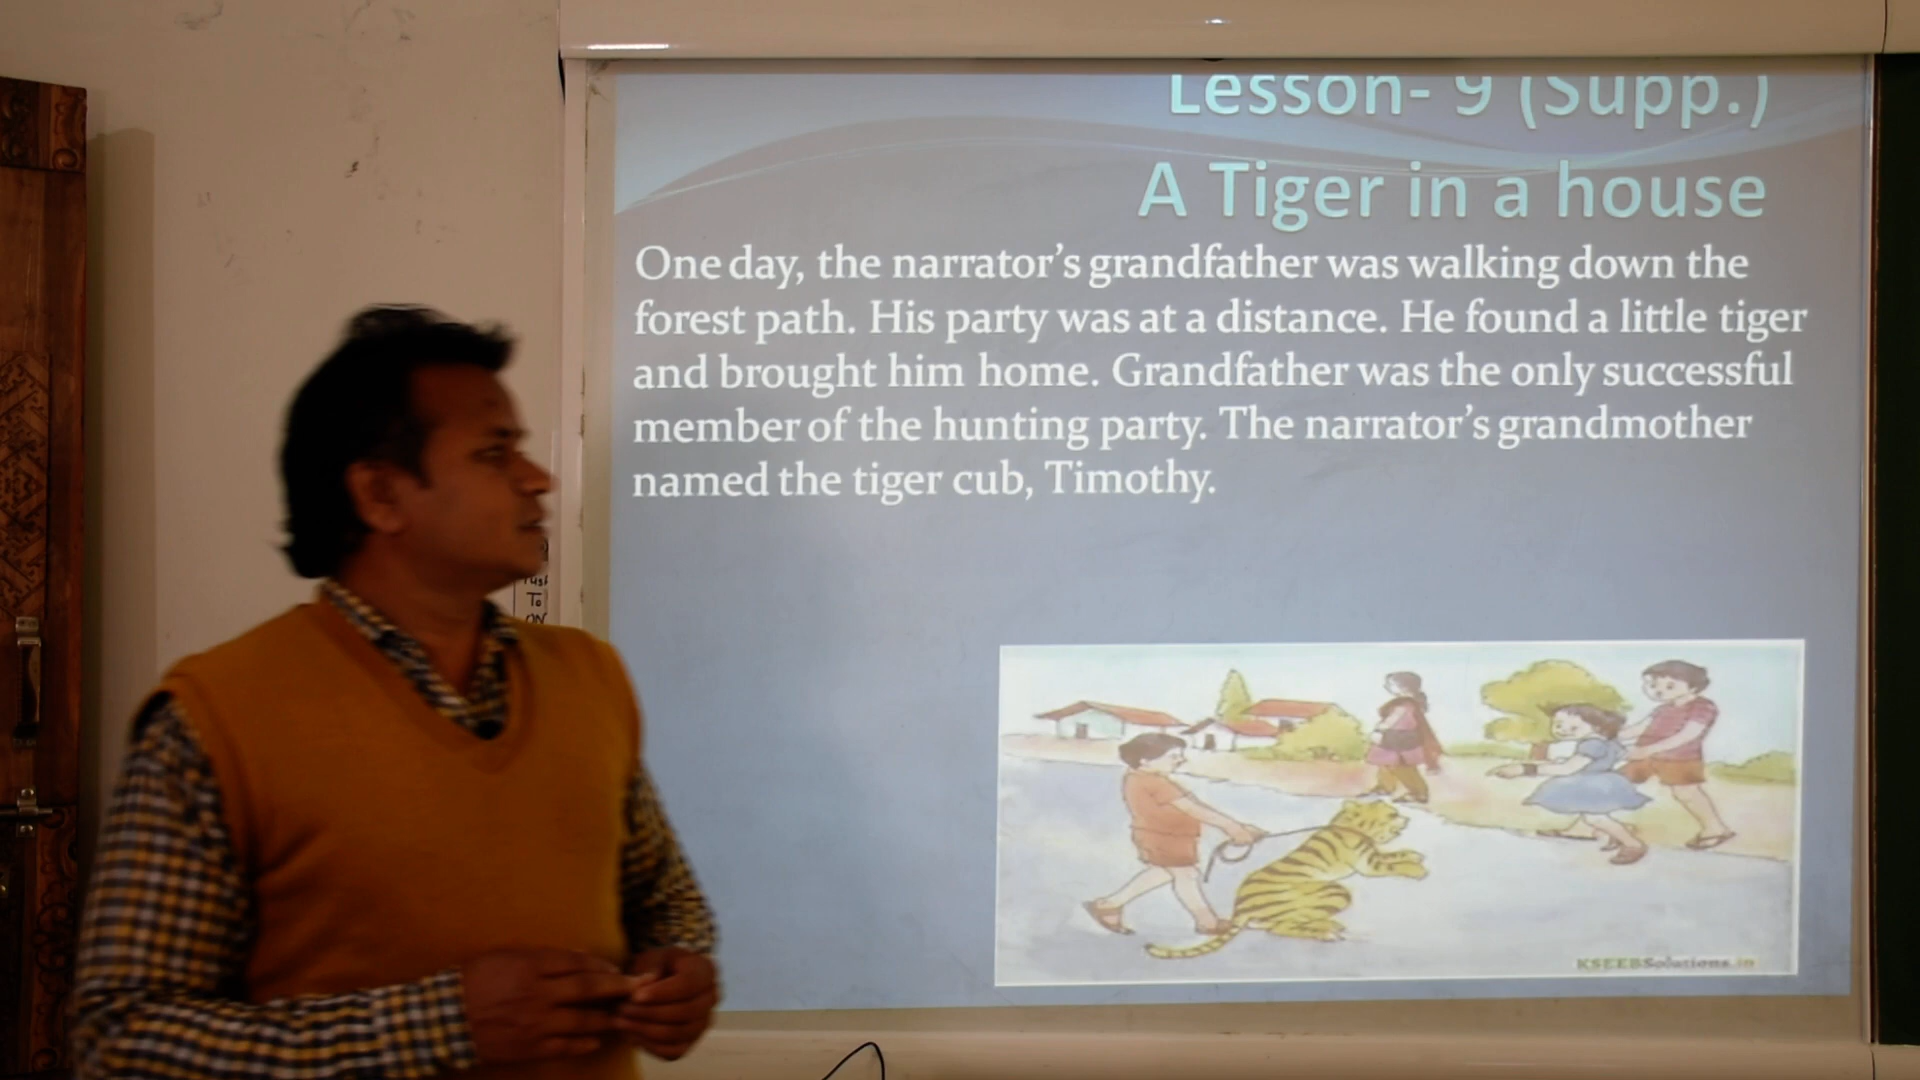 Lesson- 9 (Supp.)
A Tiger in a house
One day, the narrator's grandfather was walking down the
forest path. His party was at a distance. He found a little tiger
and brought him home. Grandfather was the only successful
member of the hunting party. The narrator's grandmother
named the tiger cub, Timothy.
To
ON
KSEEBSolutions.in